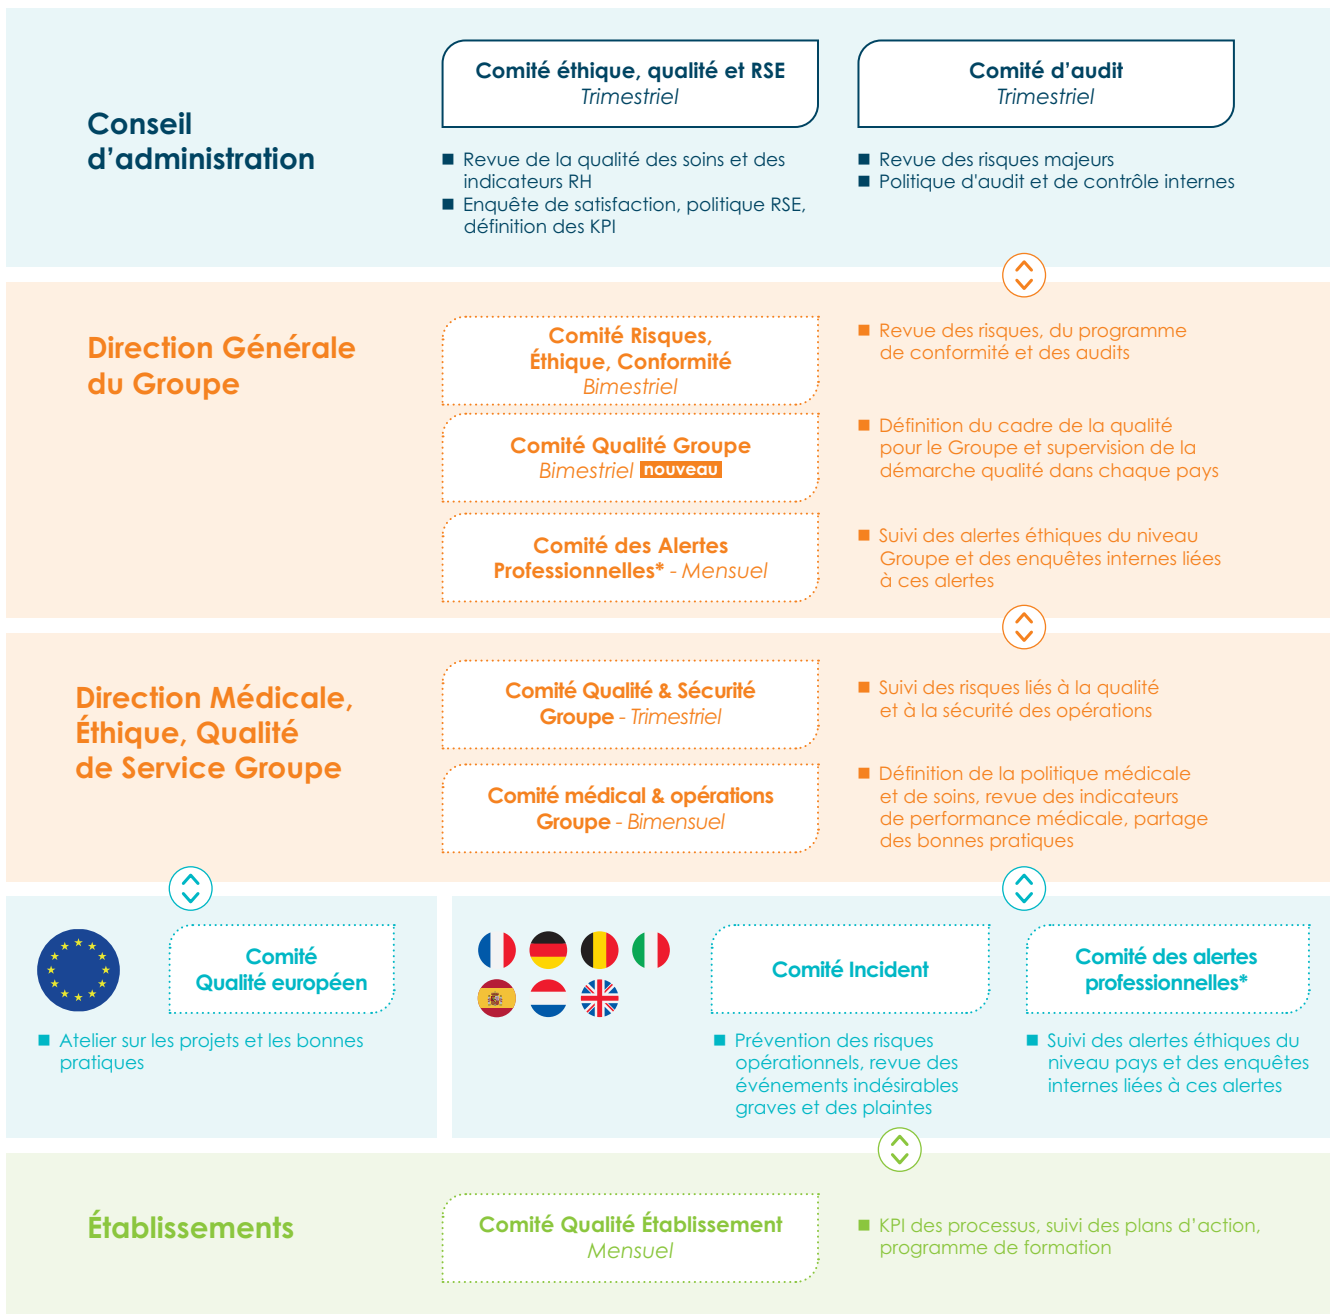 Conseil
d’administration
Comité éthique, qualité et RSE
Trimestriel
■ Revue de la qualité des soins et des
indicateurs RH
■ Enquête de satisfaction, politique RSE,
définition des KPI
Comité d’audit
Trimestriel
■ Revue des risques majeurs
■ Politique d'audit et de contrôle internes
Direction Générale
du Groupe
Comité Risques,
Éthique, Conformité
Bimestriel
■ Revue des risques, du programme
de conformité et des audits
Comité Qualité Groupe
Bimestriel nouveau
■ Définition du cadre de la qualité
pour le Groupe et supervision de la
démarche qualité dans chaque pays
Comité des Alertes
Professionnelles* - Mensuel
■ Suivi des alertes éthiques du niveau
Groupe et des enquêtes internes liées
à ces alertes
Direction Médicale,
Éthique, Qualité
de Service Groupe
Comité Qualité & Sécurité
Groupe - Trimestriel
■ Suivi des risques liés à la qualité
et à la sécurité des opérations
Comité médical & opérations
Groupe - Bimensuel
■ Définition de la politique médicale
et de soins, revue des indicateurs
de performance médicale, partage
des bonnes pratiques
Comité
Qualité européen
■ Atelier sur les projets et les bonnes
pratiques
Comité Incident
■ Prévention des risques
opérationnels, revue des
événements indésirables
graves et des plaintes
Comité des alertes
professionnelles*
■ Suivi des alertes éthiques du
niveau pays et des enquêtes
internes liées à ces alertes
Établissements
Comité Qualité Établissement
Mensuel
■ KPI des processus, suivi des plans d’action,
programme de formation